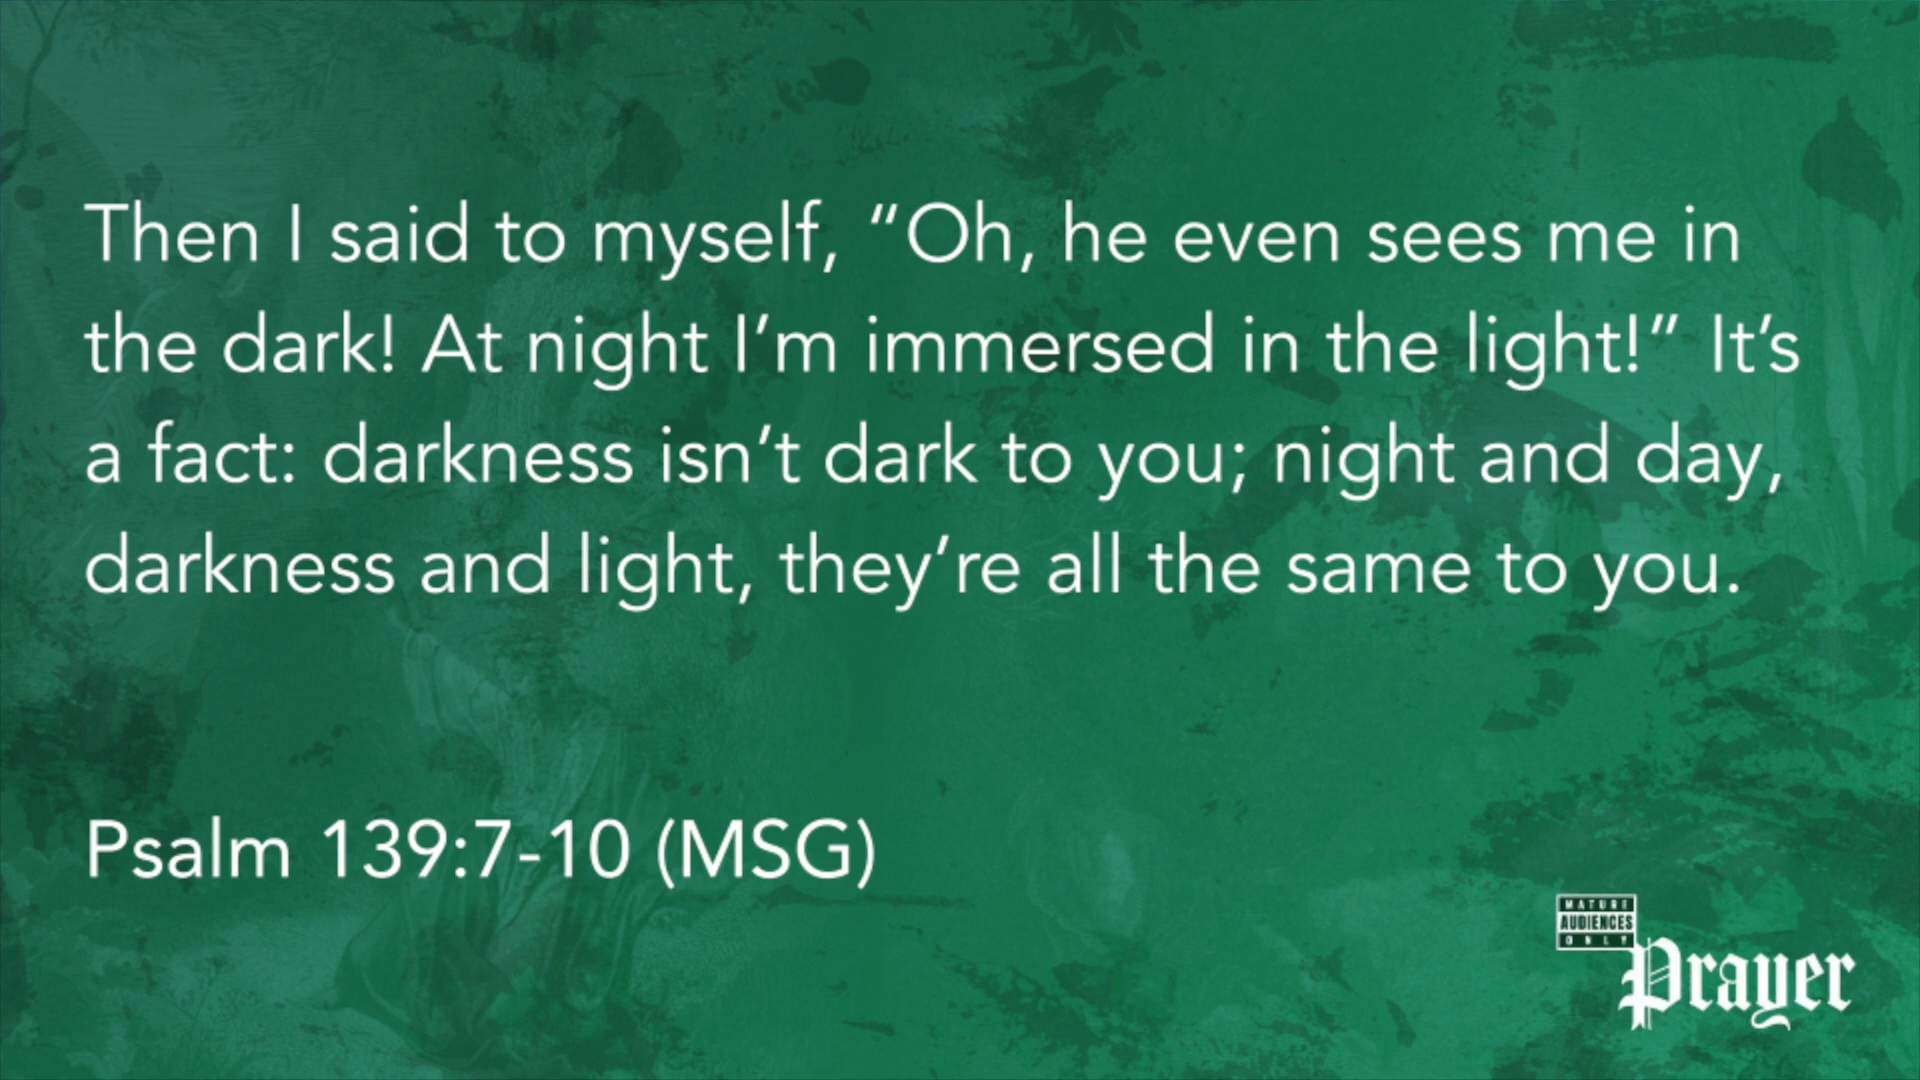 Then I said to myself, “Oh, he even sees me in
the dark! At night I’m immersed in the light!” It’s
a fact: darkness isn’t dark to you; night and day,
darkness and light, they’re all the same to you.
Psalm 139:7-10 (MSG)
MATURE
AUDIENCES
ONLY
Prayer